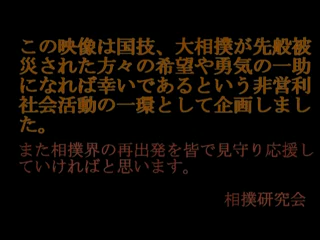 この映像は国技、大相撲が先般被
災された方々の希望や勇気の一助
になれば幸いであるという非営利
社会活動の一環として企画しまし
た。
また相撲界の再出発を皆で見守り応援し
ていければと思います。
相撲研究会